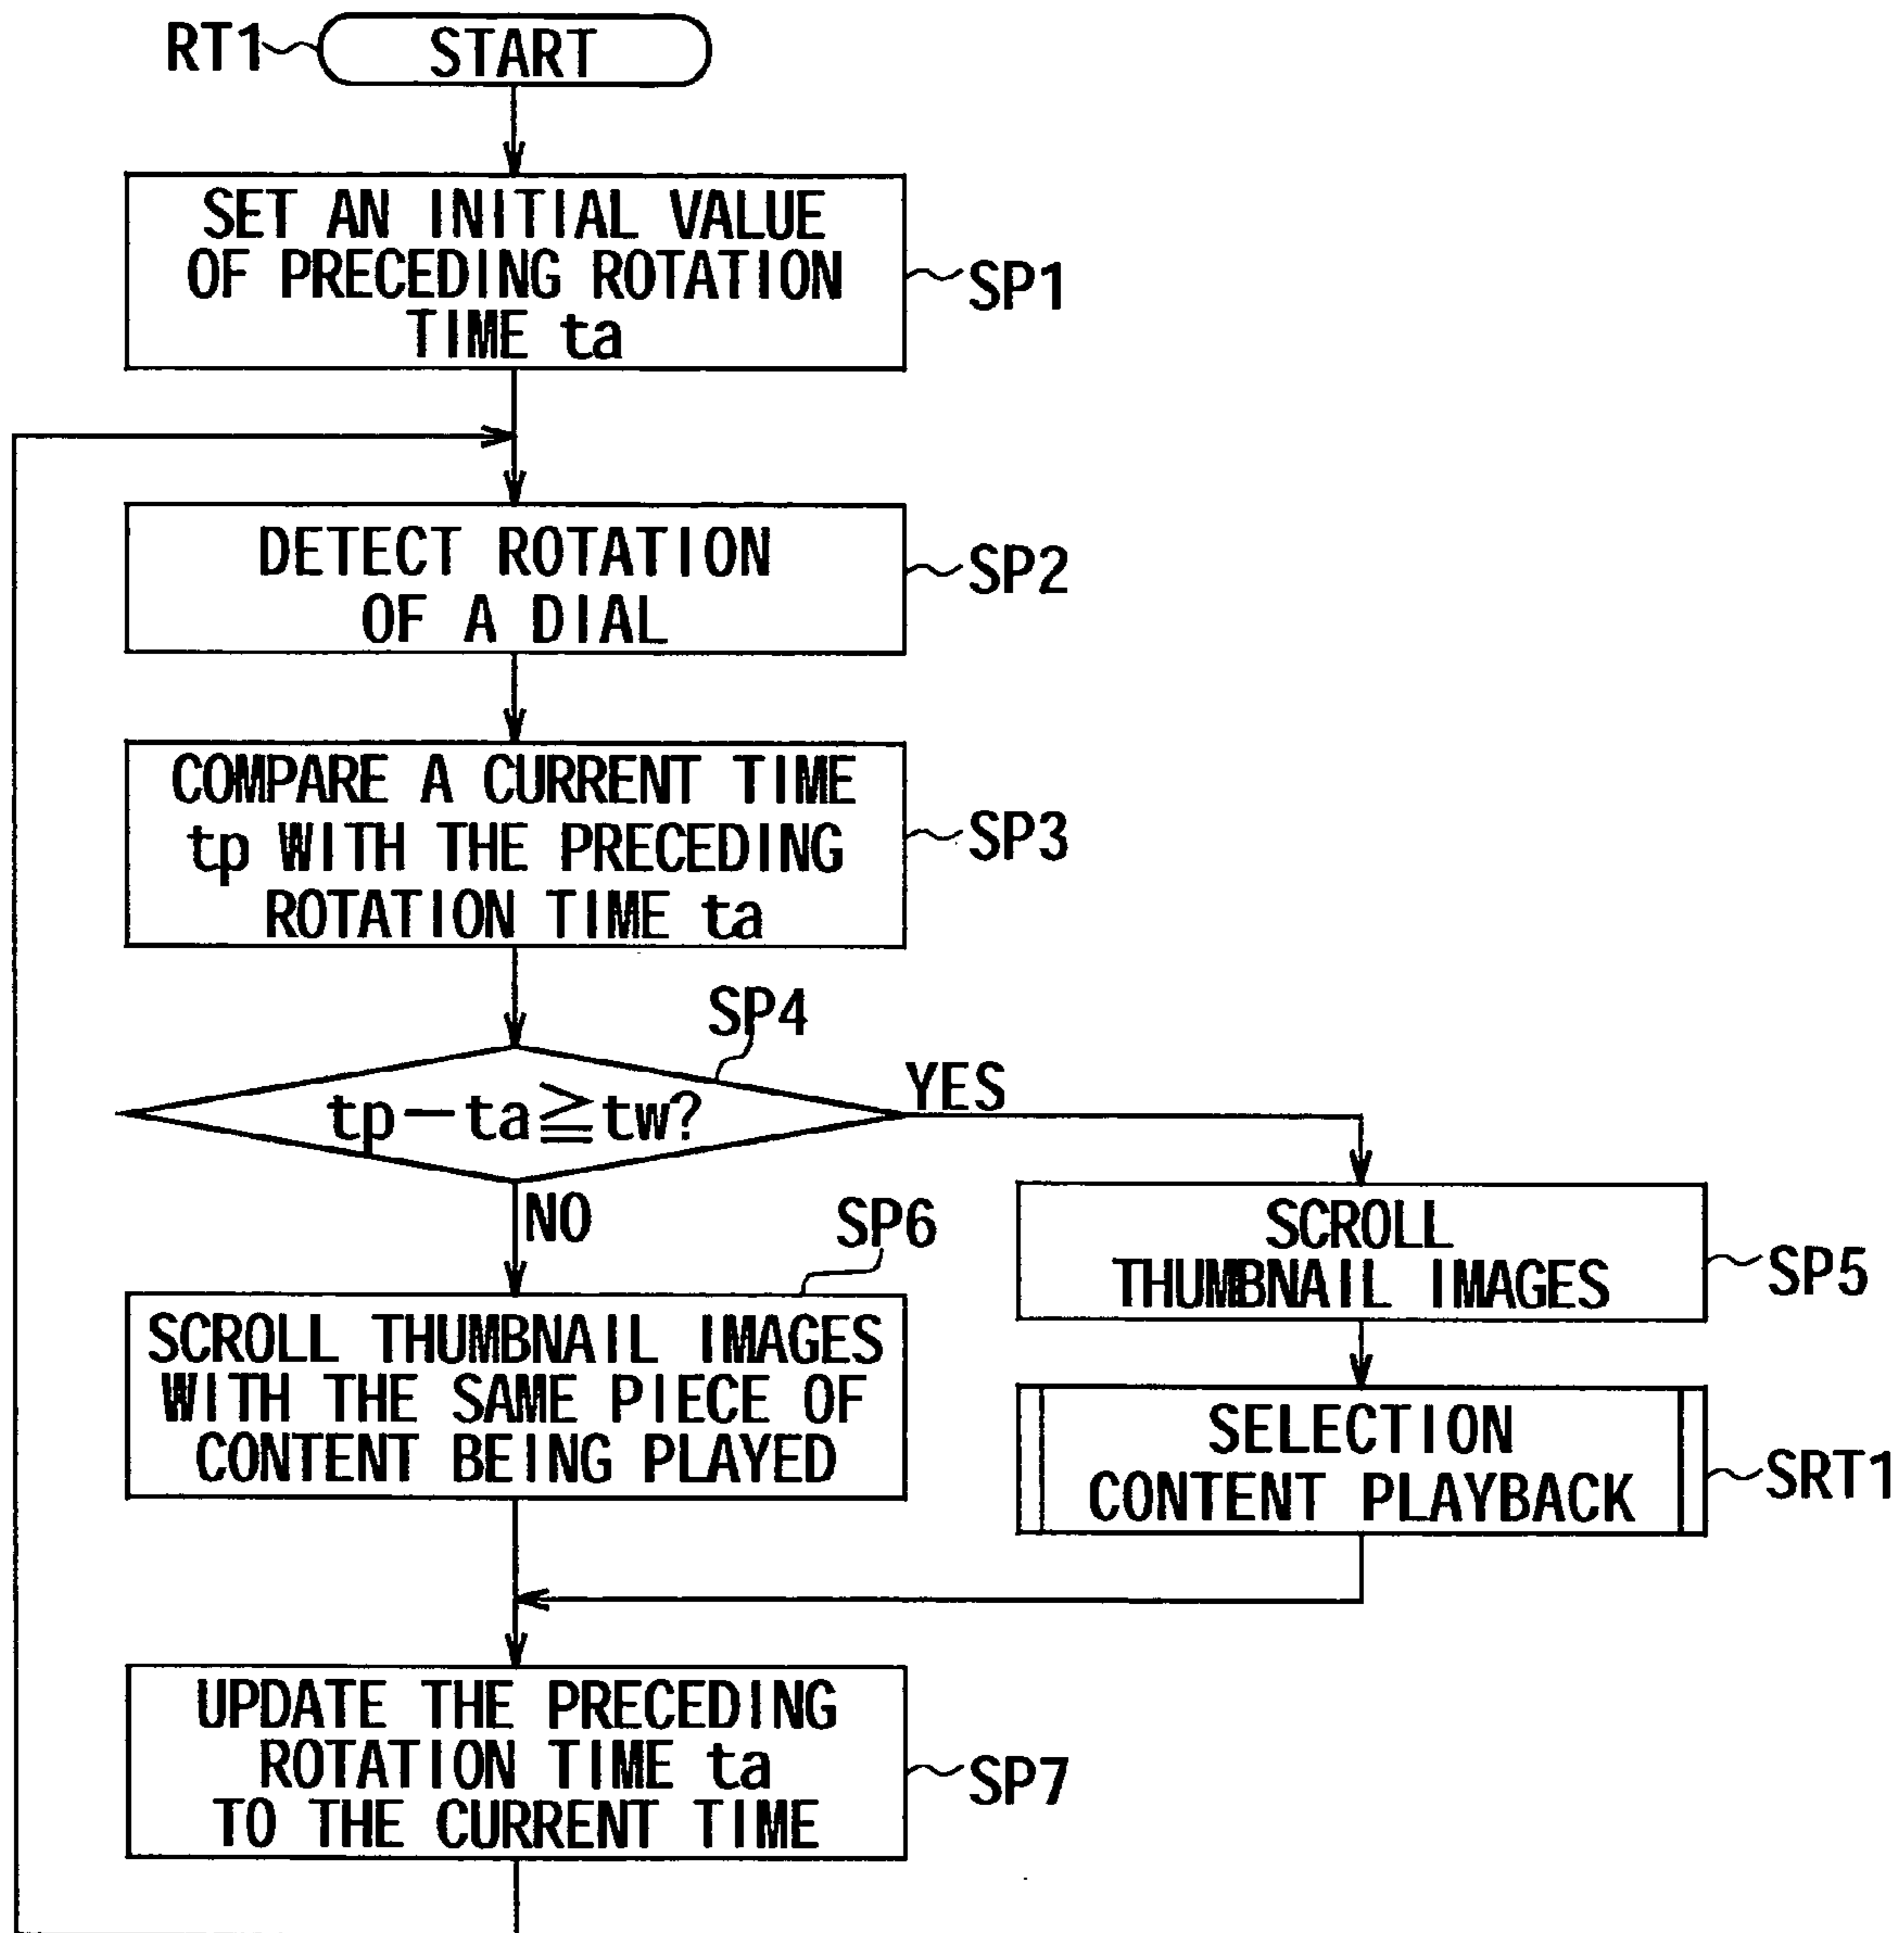 RT1
START
SET AN INITIAL VALUE
OF PRECEDING ROTATION
TIME ta
SP1
DETECT ROTATION
OF A DIAL
SP2
COMPARE A CURRENT TIME
tp WITH THE PRECEDING
ROTATION TIME ta
SP3
SP4
tp−ta≧tw?
YES
NO
SP6
SCROLL THUMBNAIL IMAGES
WITH THE SAME PIECE OF
CONTENT BEING PLAYED
SCROLL
THUMBNAIL IMAGES
SP5
SELECTION
CONTENT PLAYBACK
SRT1
UPDATE THE PRECEDING
ROTATION TIME ta
TO THE CURRENT TIME
SP7